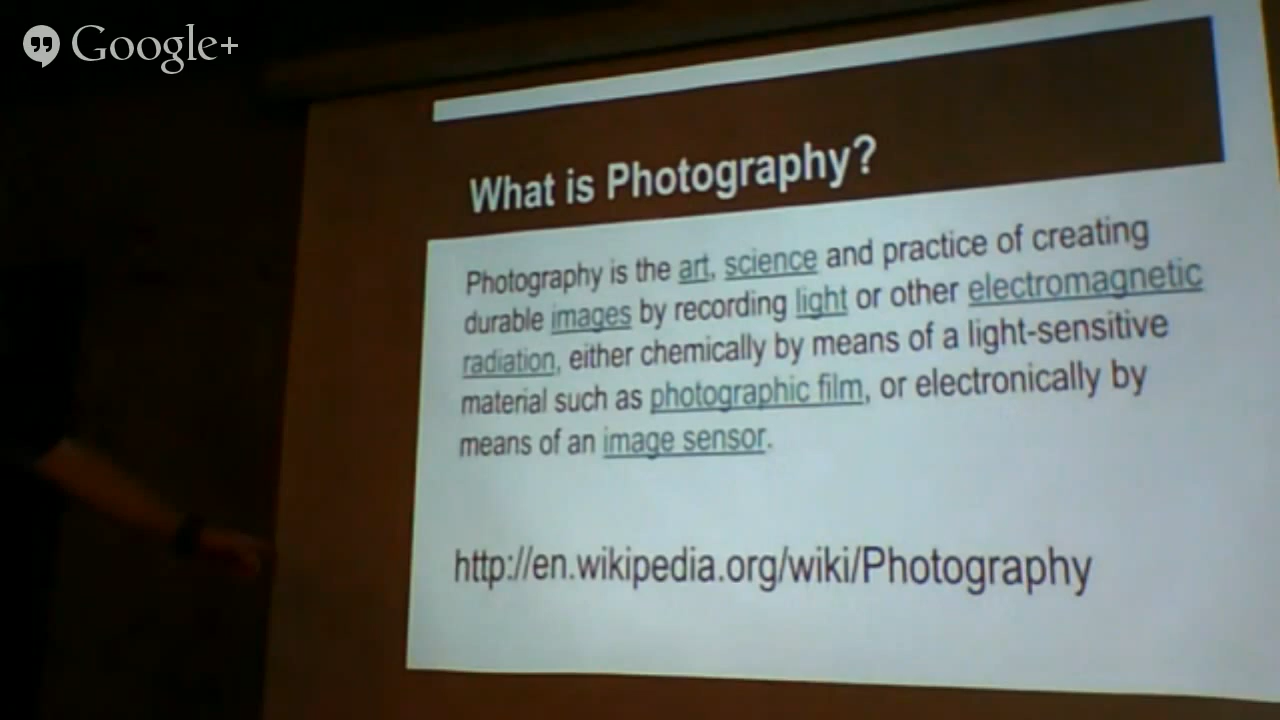 Google+
What is Photography?
Photography is the art, science and practice of creating
durable images by recording light or other electromagnetic
radiation, either chemically by means of a light-sensitive
material such as photographic film, or electronically by
means of an image sensor.
http://en.wikipedia.org/wiki/Photography